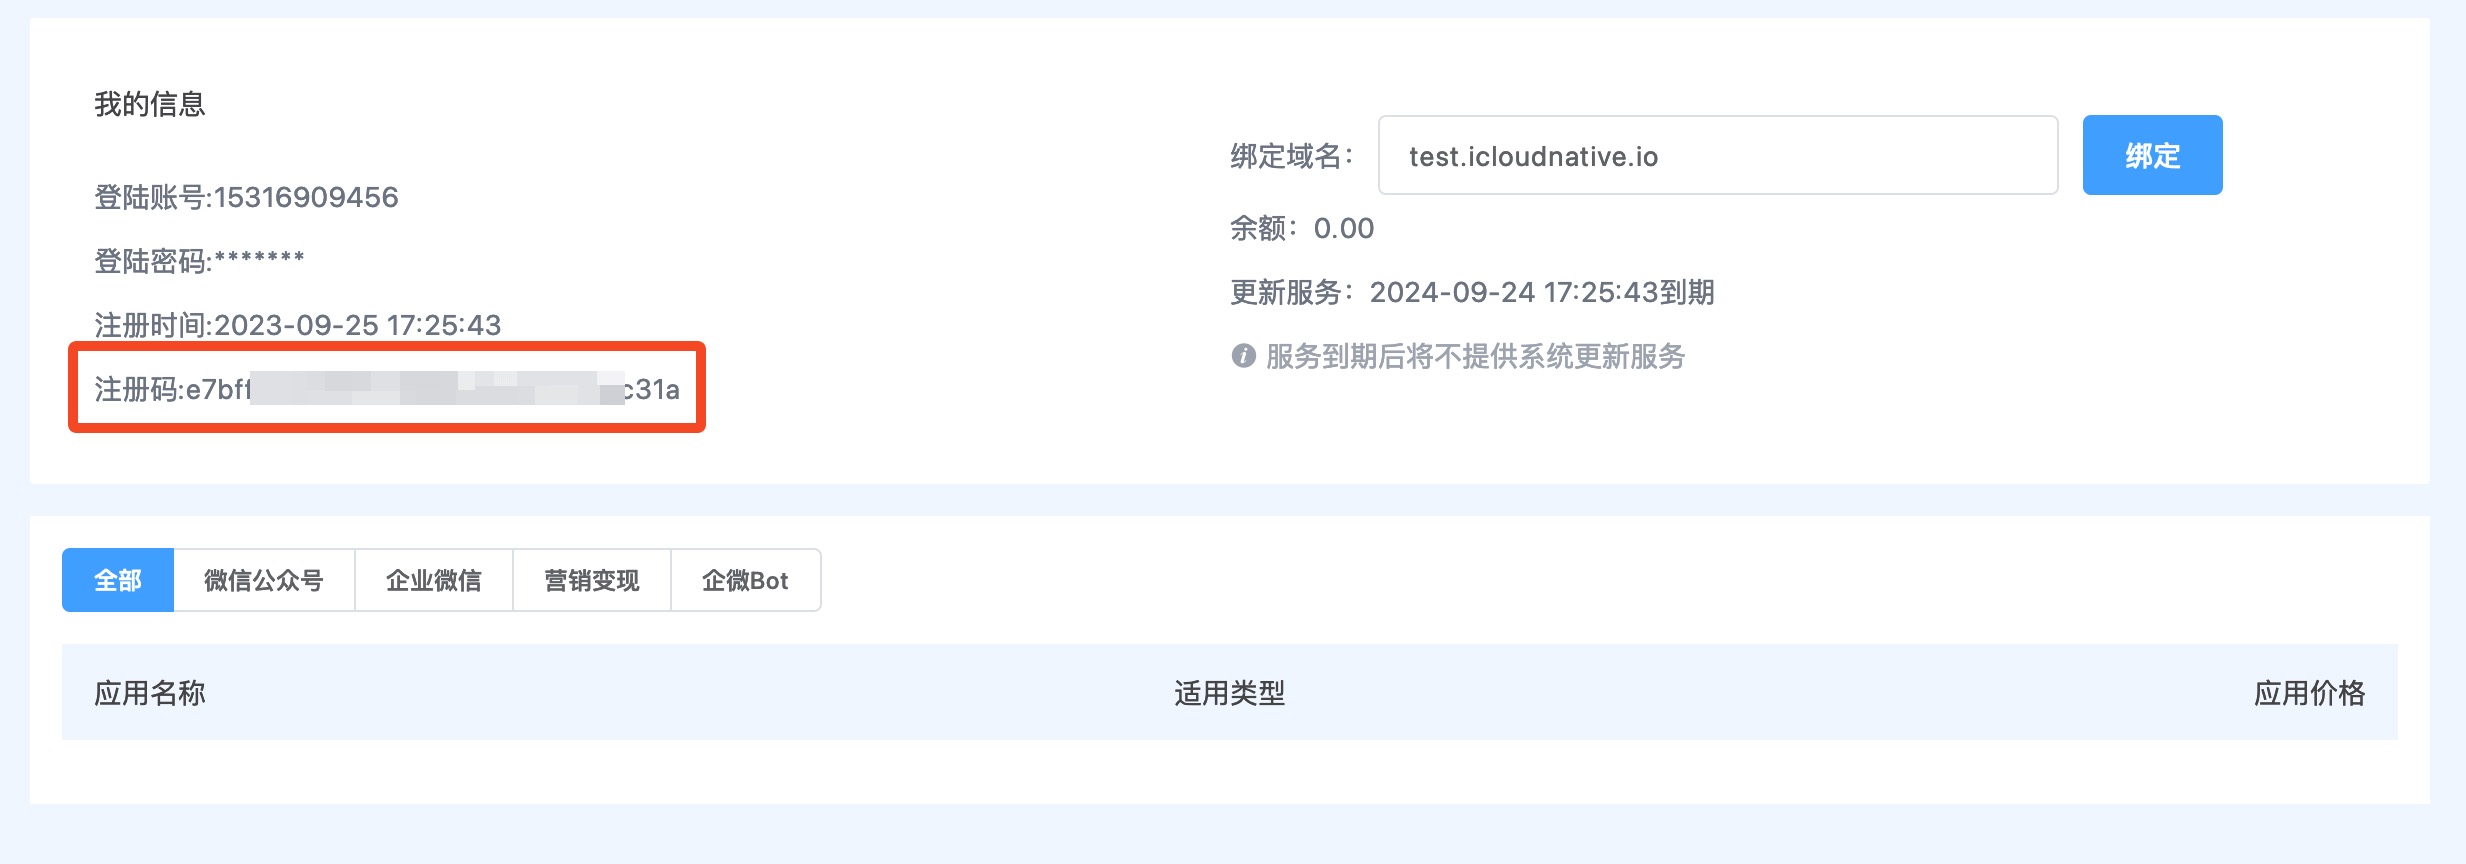 我的信息
登陆账号:15316909456
登陆密码:*******
注册时间:2023-09-25 17:25:43
注册码:e7bff c31a
绑定域名： test.icloudnative.io 绑定
余额：0.00
更新服务：2024-09-24 17:25:43到期
服务到期后将不提供系统更新服务
全部 微信公众号 企业微信 营销变现 企微Bot
应用名称 适用类型 应用价格